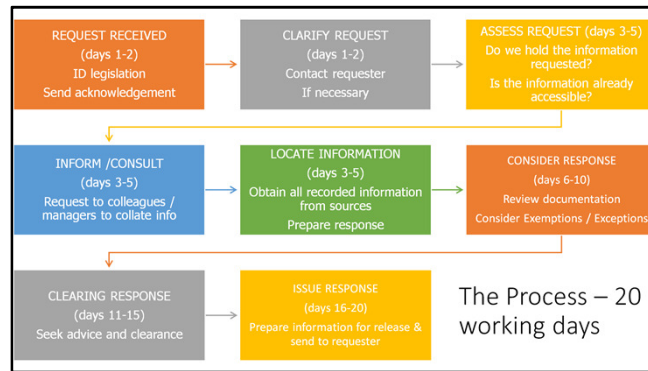 REQUEST RECEIVED
(days 1-2)
ID legislation
Send acknowledgement
CLARIFY REQUEST
(days 1-2)
Contact requester
If necessary
ASSESS REQUEST (days 3-5)
Do we hold the information
requested?
Is the information already
accessible?
INFORM /CONSULT
(days 3-5)
Request to colleagues /
managers to collate info
LOCATE INFORMATION
(days 3-5)
Obtain all recorded information
from sources
Prepare response
CONSIDER RESPONSE
(days 6-10)
Review documentation
Consider Exemptions / Exceptions
CLEARING RESPONSE
(days 11-15)
Seek advice and clearance
ISSUE RESPONSE
(days 16-20)
Prepare information for release &
send to requester
The Process – 20
working days